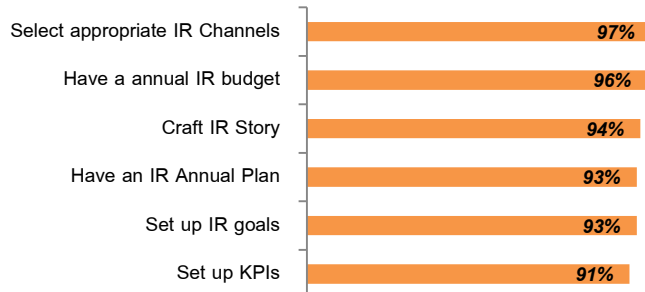 Select appropriate IR Channels 97%
Have a annual IR budget 96%
Craft IR Story 94%
Have an IR Annual Plan 93%
Set up IR goals 93%
Set up KPIs 91%